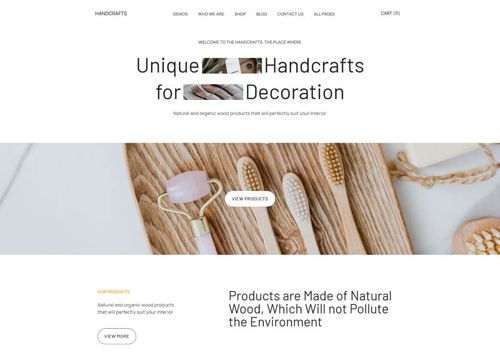 HANDCRAFTS
DEMOS WHO WE ARE SHOP BLOG CONTACT US ALL PAGES
CART (0)
WELCOME TO THE HANDCRAFTS, THE PLACE WHERE
Unique Handcrafts
for Decoration
Natural and organic wood products that will perfectly suit your interior
VIEW PRODUCTS
OUR PRODUCTS
Natural and organic wood products
that will perfectly suit your interior
VIEW MORE
Products are Made of Natural
Wood, Which Will not Pollute
the Environment